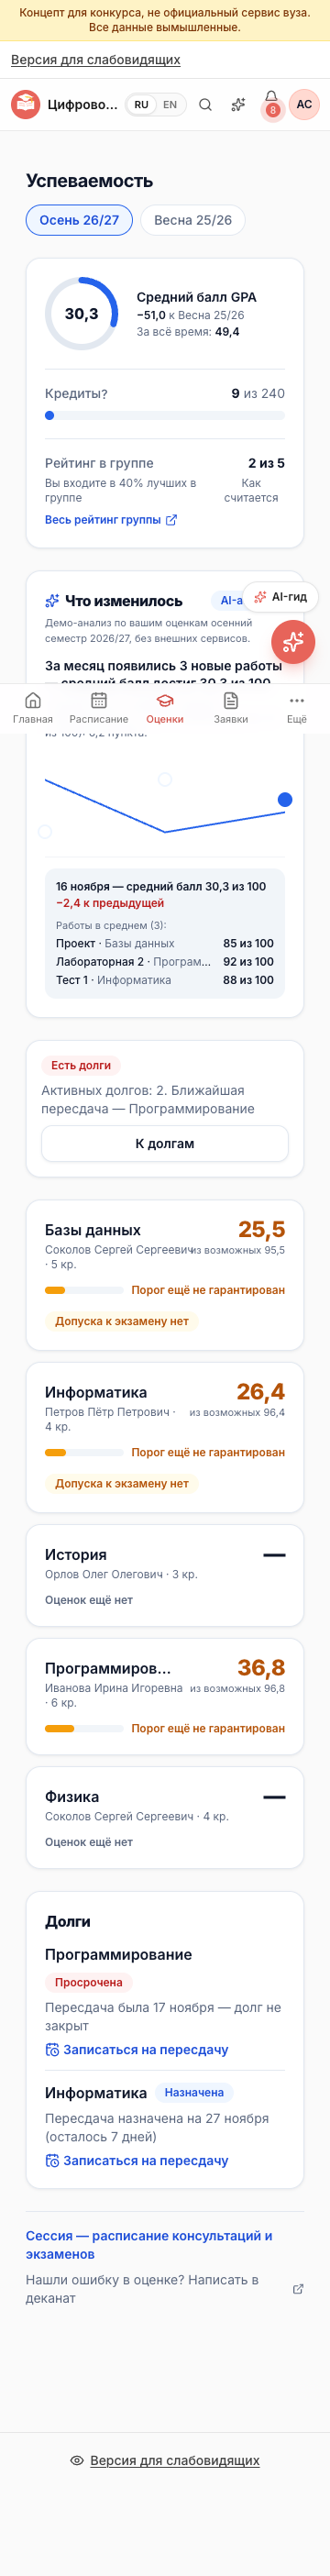 Концепт для конкурса, не официальный сервис вуза.
Все данные вымышленные.
Версия для слабовидящих
Цифрово...
RU EN
8
АС
Успеваемость
Осень 26/27
Весна 25/26
30,3
Средний балл GPA
−51,0 к Весна 25/26
За всё время: 49,4
Кредиты?
9 из 240
Рейтинг в группе
2 из 5
Вы входите в 40% лучших в группе
Как считается
Весь рейтинг группы
Что изменилось
AI-а
AI-гид
Демо-анализ по вашим оценкам осенний
семестр 2026/27, без внешних сервисов.
За месяц появились 3 новые работы
— средний балл достиг 30,3 из 100
Главная
Расписание
Оценки
Заявки
Ещё
16 ноября — средний балл 30,3 из 100
−2,4 к предыдущей
Работы в среднем (3):
Проект · Базы данных 85 из 100
Лабораторная 2 · Програм... 92 из 100
Тест 1 · Информатика 88 из 100
Есть долги
Активных долгов: 2. Ближайшая
пересдача — Программирование
К долгам
Базы данных
25,5
Соколов Сергей Сергеевич
· 5 кр.
из возможных 95,5
Порог ещё не гарантирован
Допуска к экзамену нет
Информатика
26,4
Петров Пётр Петрович ·
4 кр.
из возможных 96,4
Порог ещё не гарантирован
Допуска к экзамену нет
История
—
Орлов Олег Олегович · 3 кр.
Оценок ещё нет
Программиров...
36,8
Иванова Ирина Игоревна
· 6 кр.
из возможных 96,8
Порог ещё не гарантирован
Физика
—
Соколов Сергей Сергеевич · 4 кр.
Оценок ещё нет
Долги
Программирование
Просрочена
Пересдача была 17 ноября — долг не
закрыт
Записаться на пересдачу
Информатика
Назначена
Пересдача назначена на 27 ноября
(осталось 7 дней)
Записаться на пересдачу
Сессия — расписание консультаций и
экзаменов
Нашли ошибку в оценке? Написать в
деканат
Версия для слабовидящих